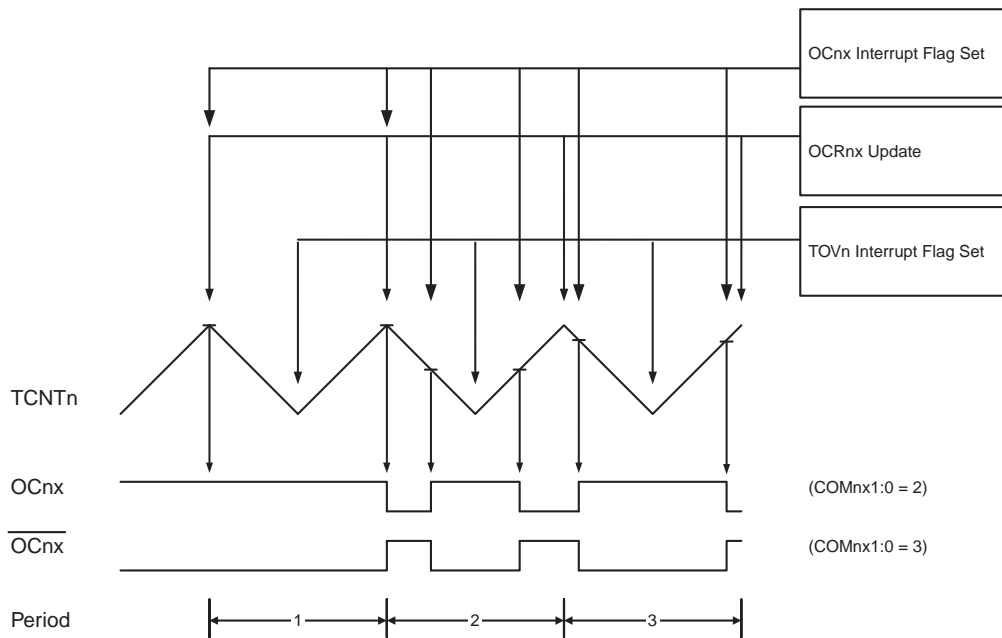 OCnx Interrupt Flag Set
OCRnx Update
TOVn Interrupt Flag Set
TCNTn
OCnx
(COMnx1:0 = 2)
OCnx
(COMnx1:0 = 3)
Period
1
2
3